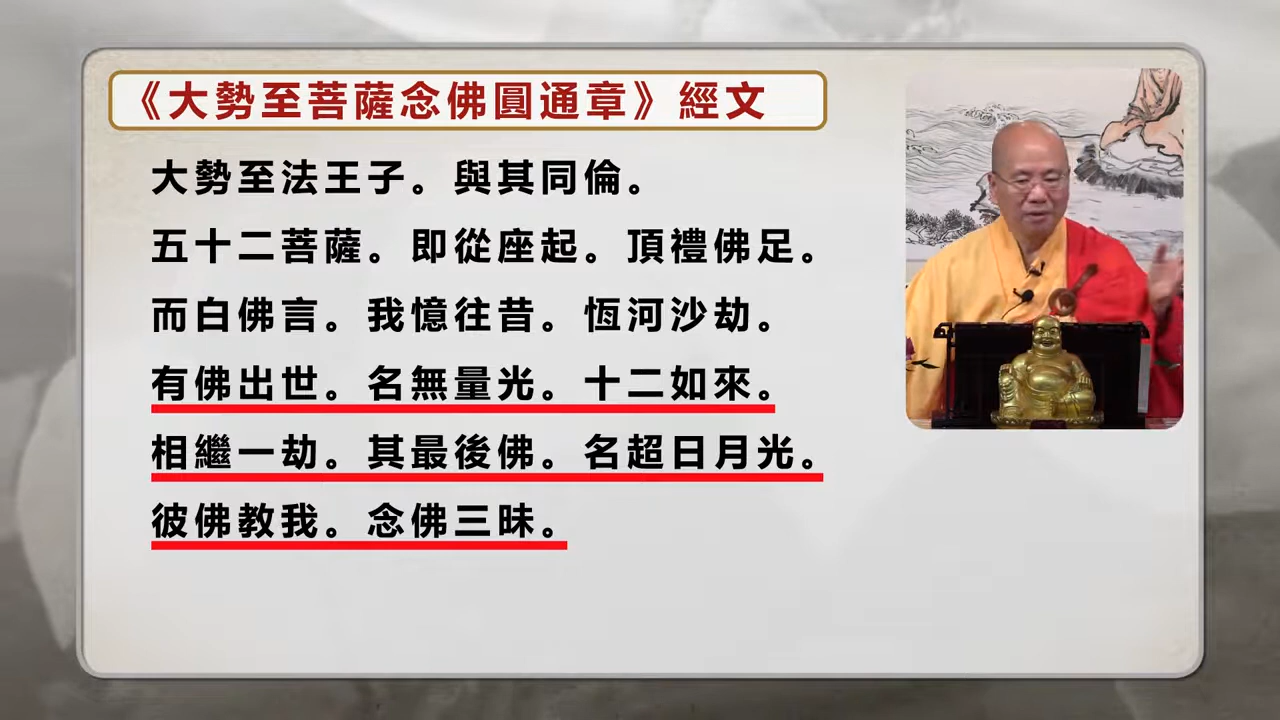 《大勢至菩薩念佛圓通章》經文
大勢至法王子。與其同倫。
五十二菩薩。即從座起。頂禮佛足。
而白佛言。我憶往昔。恆河沙劫。
有佛出世。名無量光。十二如來。
相繼一劫。其最後佛。名超日月光。
彼佛教我。念佛三昧。